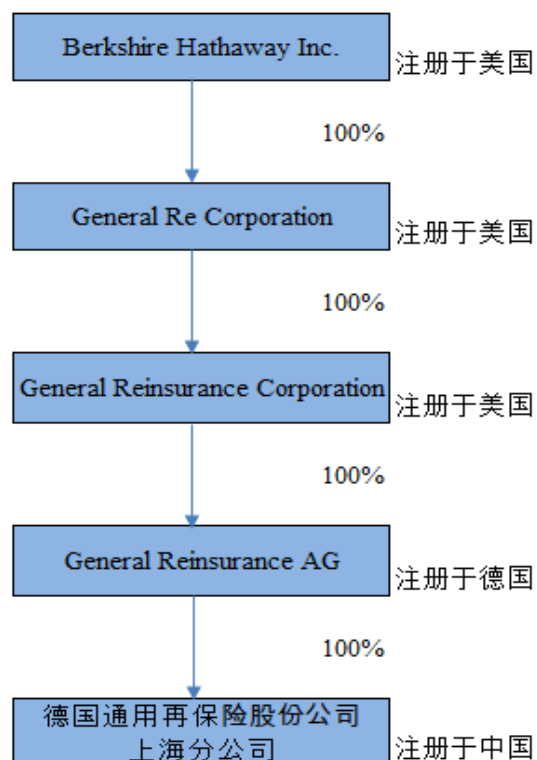 Berkshire Hathaway Inc.
注册于美国
100%
General Re Corporation
注册于美国
100%
General Reinsurance Corporation
注册于美国
100%
General Reinsurance AG
注册于德国
100%
德国通用再保险股份公司
上海分公司
注册于中国